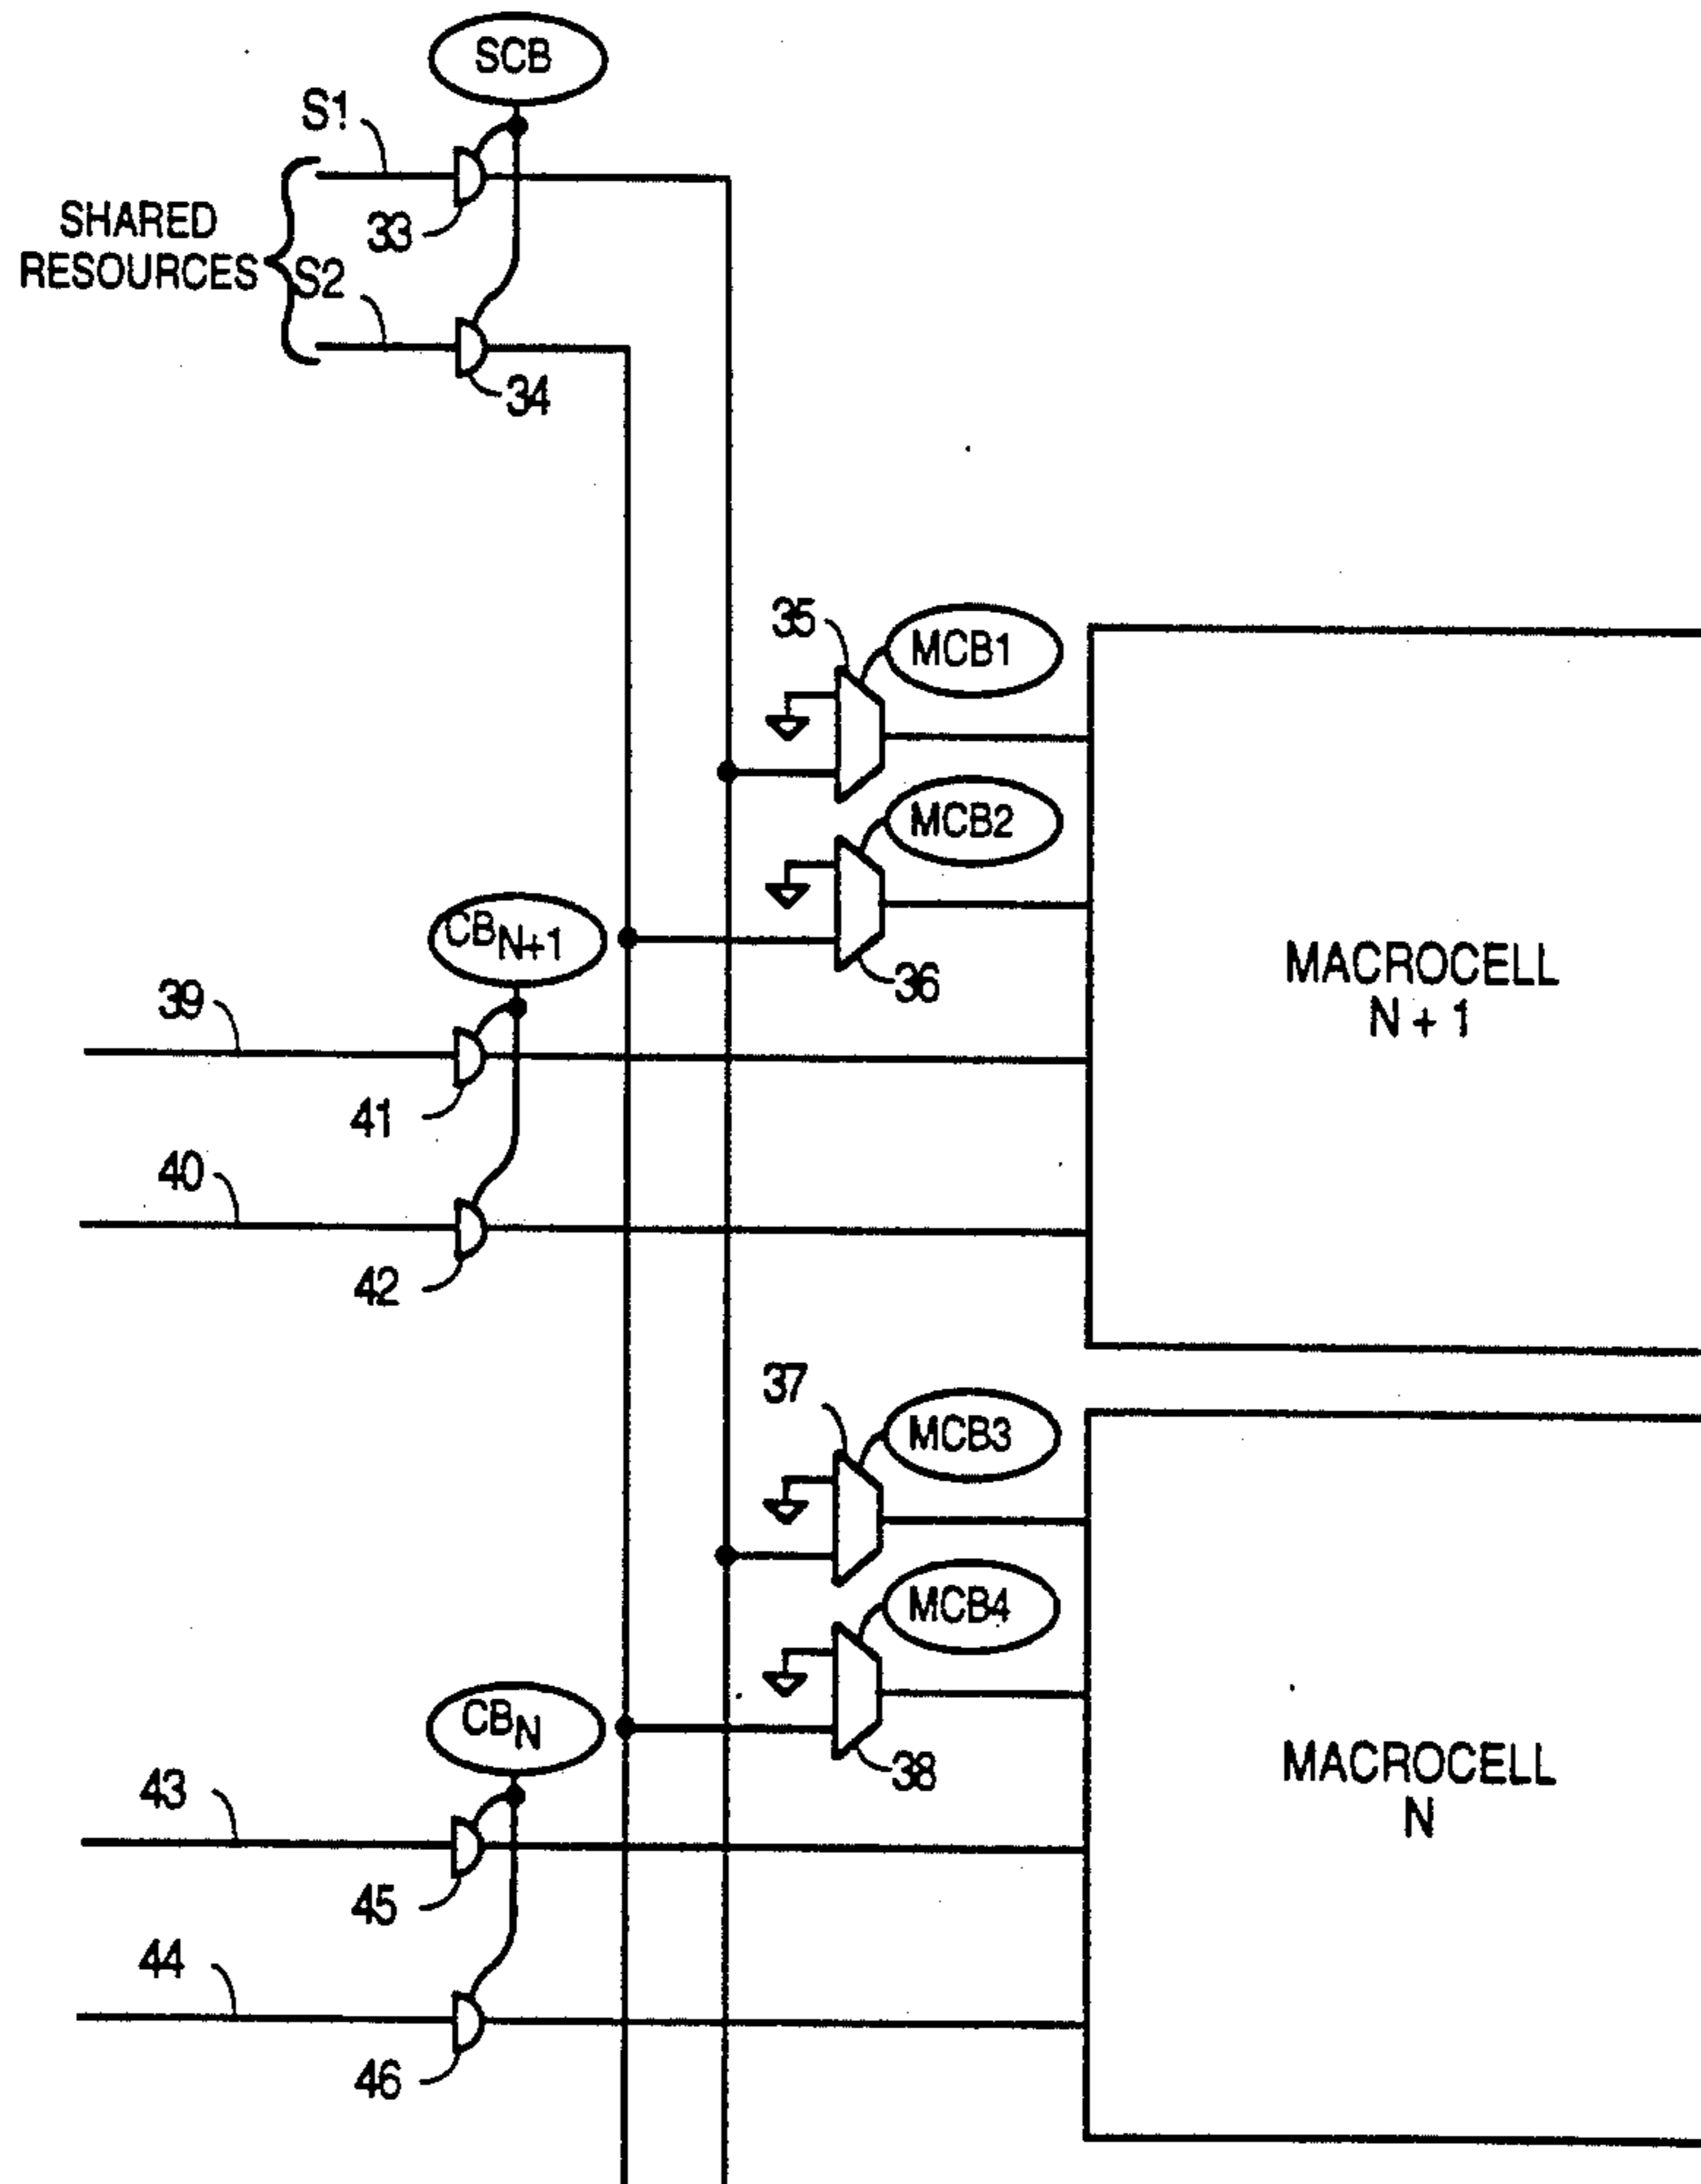 SCB
S1
SHARED
RESOURCES
33
S2
34
35
MCB1
MCB2
CBN+1
36
MACROCELL
N + 1
39
41
40
42
37
MCB3
MCB4
CBN
38
MACROCELL
N
43
45
44
46